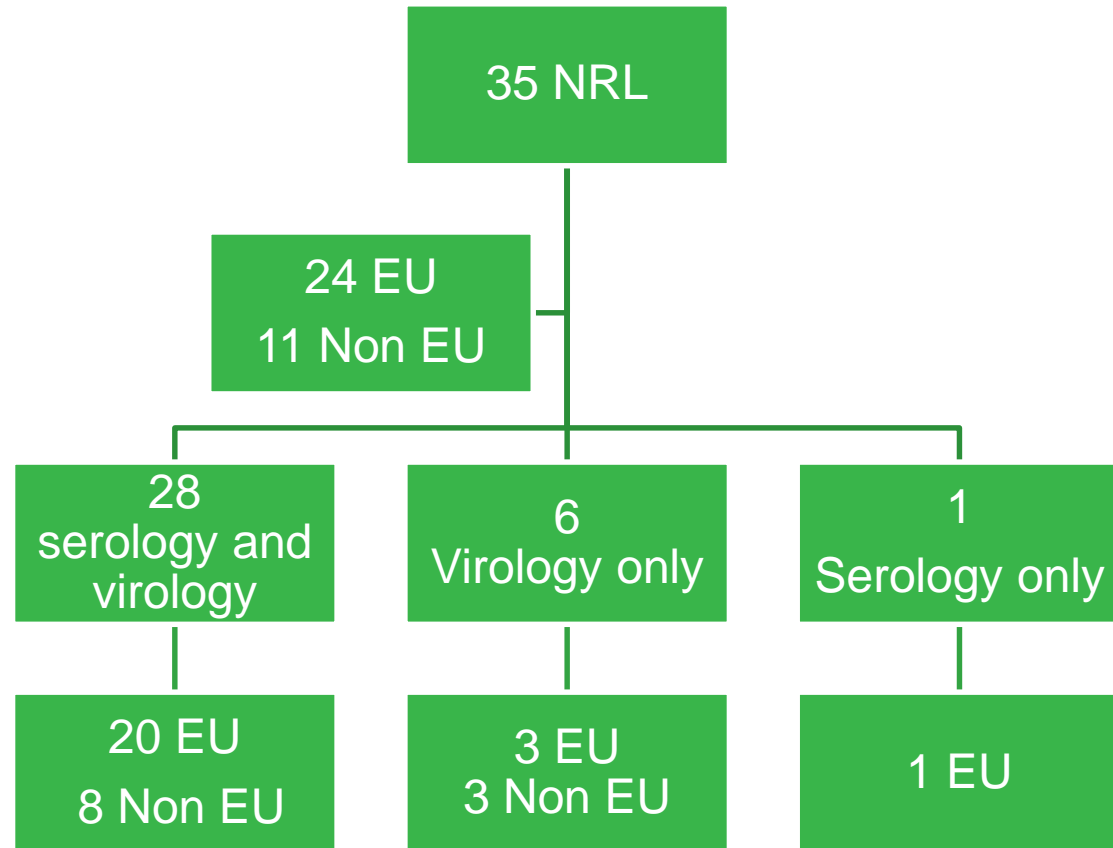 35 NRL
24 EU
11 Non EU
28
serology and
virology
6
Virology only
1
Serology only
20 EU
8 Non EU
3 EU
3 Non EU
1 EU